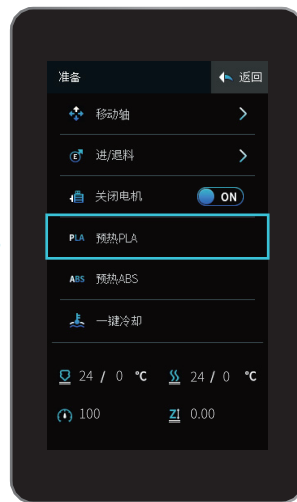 准备
返回
移动轴
E 进/退料
关闭电机 ON
PLA 预热PLA
ABS 预热ABS
一键冷却
24 / 0 °C 24 / 0 °C
100 Z 0.00